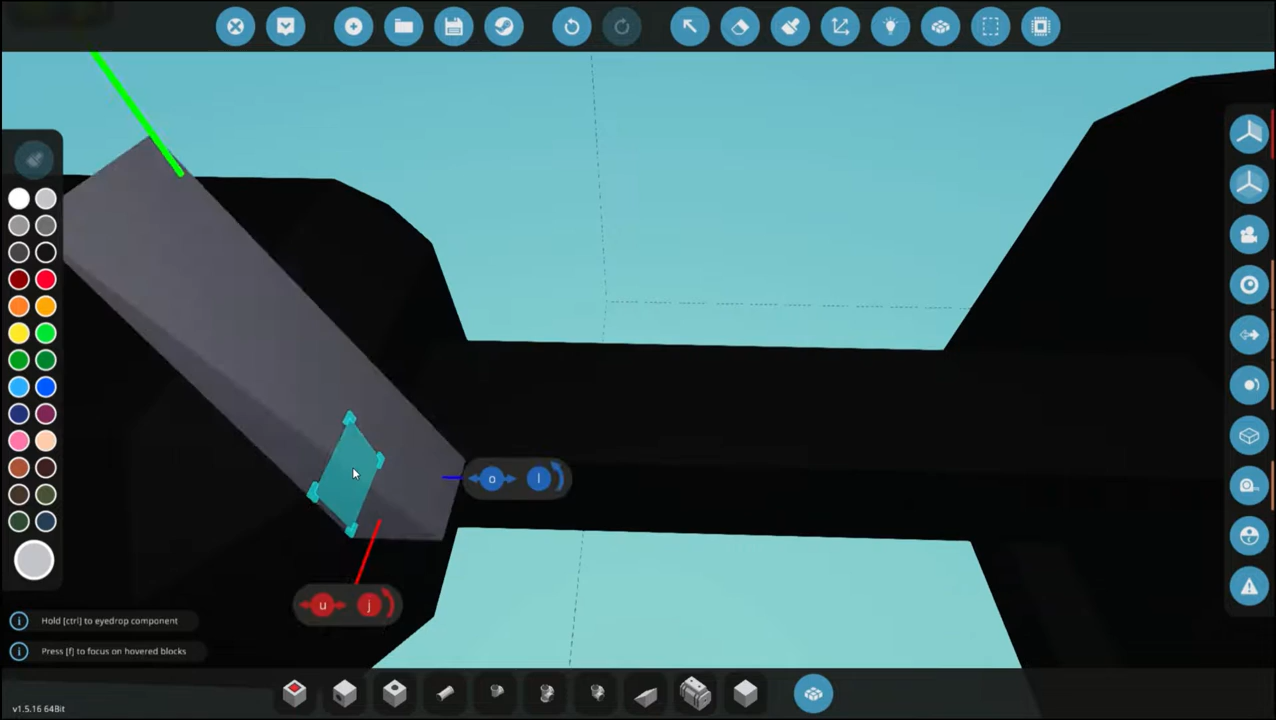 o l
u j
Hold [ctrl] to eyedrop component
Press [f] to focus on hovered blocks
v1.5.16 64Bit